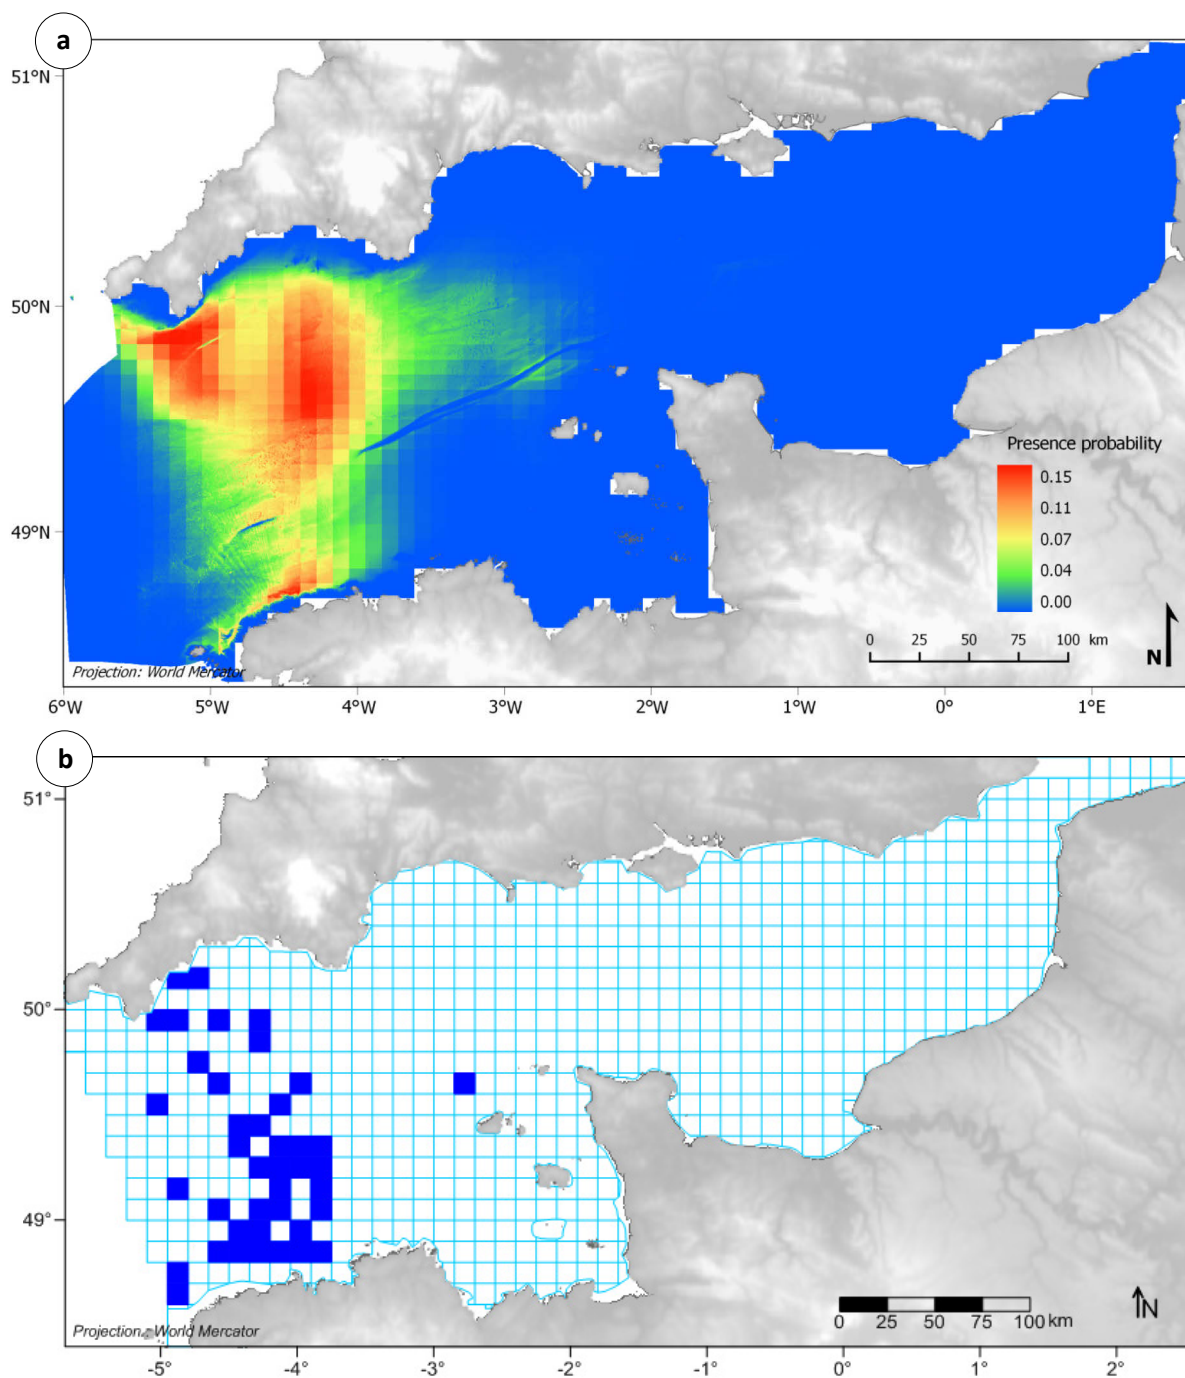 a
51°N
50°N
49°N
Presence probability
0.15
0.11
0.07
0.04
0.00
0 25 50 75 100 km
N
Projection: World Mercator
6°W 5°W 4°W 3°W 2°W 1°W 0° 1°E
b
51°
50°
49°
N
0 25 50 75 100 km
Projection.: World Mercator
-5° -4° -3° -2° -1° 0° 1° 2°